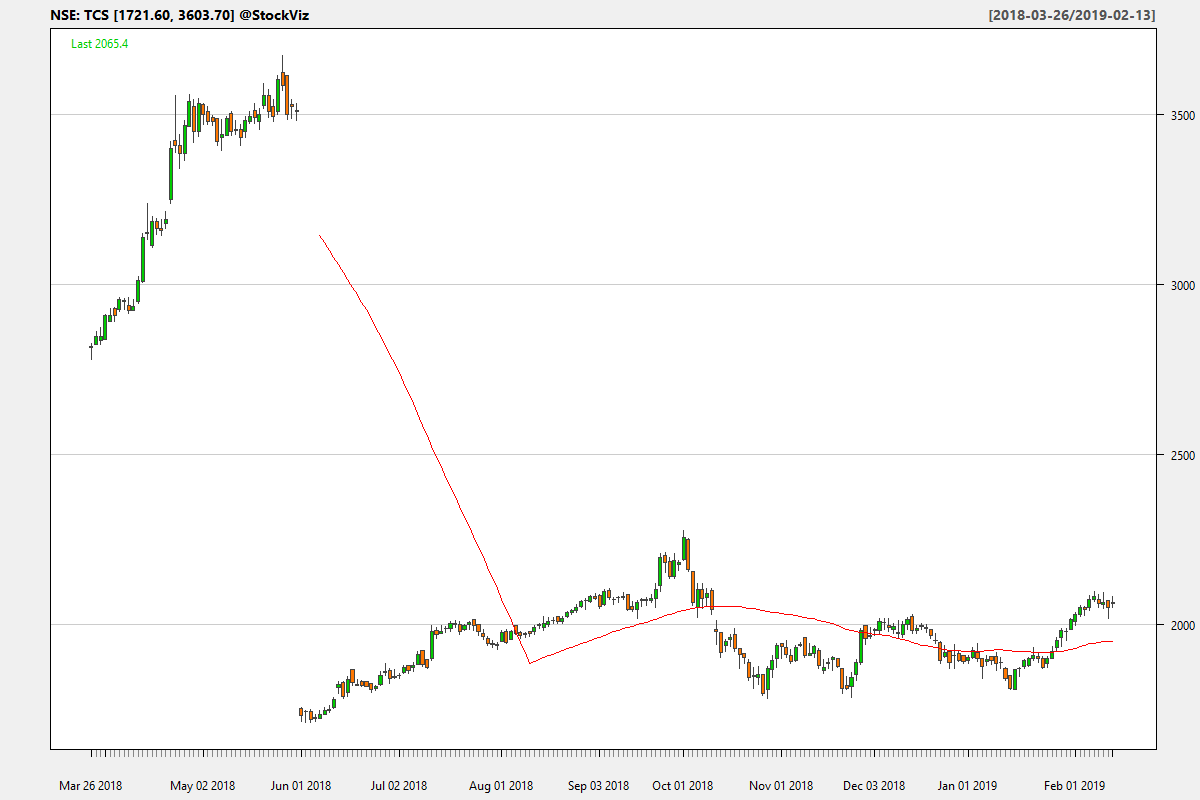 NSE: TCS [1721.60, 3603.70] @StockViz [2018-03-26/2019-02-13]
Last 2065.4
3500
3000
2500
2000
Mar 26 2018 May 02 2018 Jun 01 2018 Jul 02 2018 Aug 01 2018 Sep 03 2018 Oct 01 2018 Nov 01 2018 Dec 03 2018 Jan 01 2019 Feb 01 2019